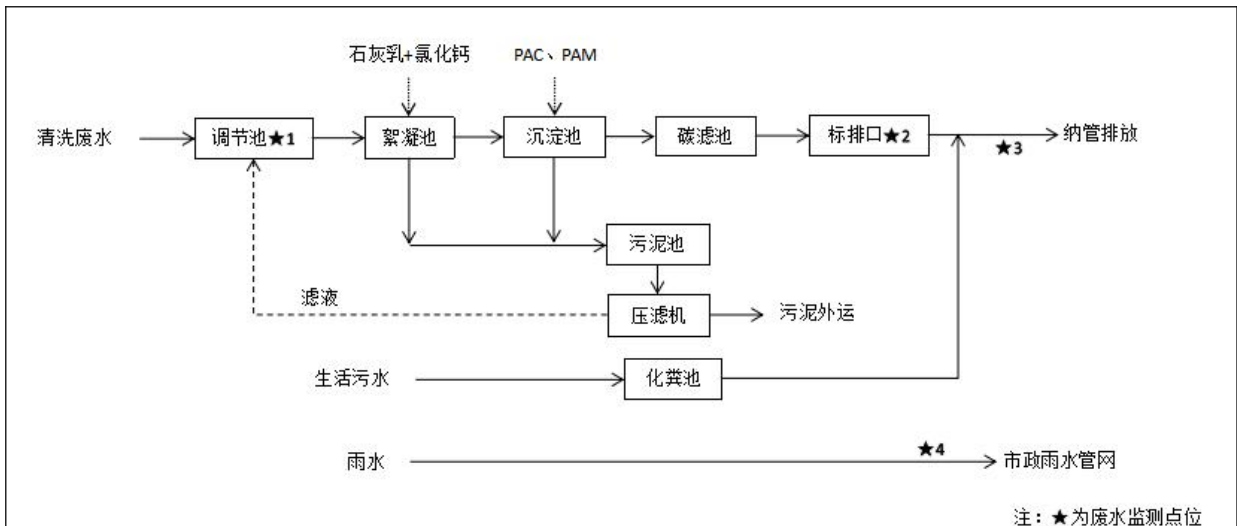 石灰乳+氯化钙
PAC、PAM
清洗废水
调节池★1
絮凝池
沉淀池
碳滤池
标排口★2
★3
纳管排放
污泥池
滤液
压滤机
污泥外运
生活污水
化粪池
雨水
★4
市政雨水管网
注：★为废水监测点位